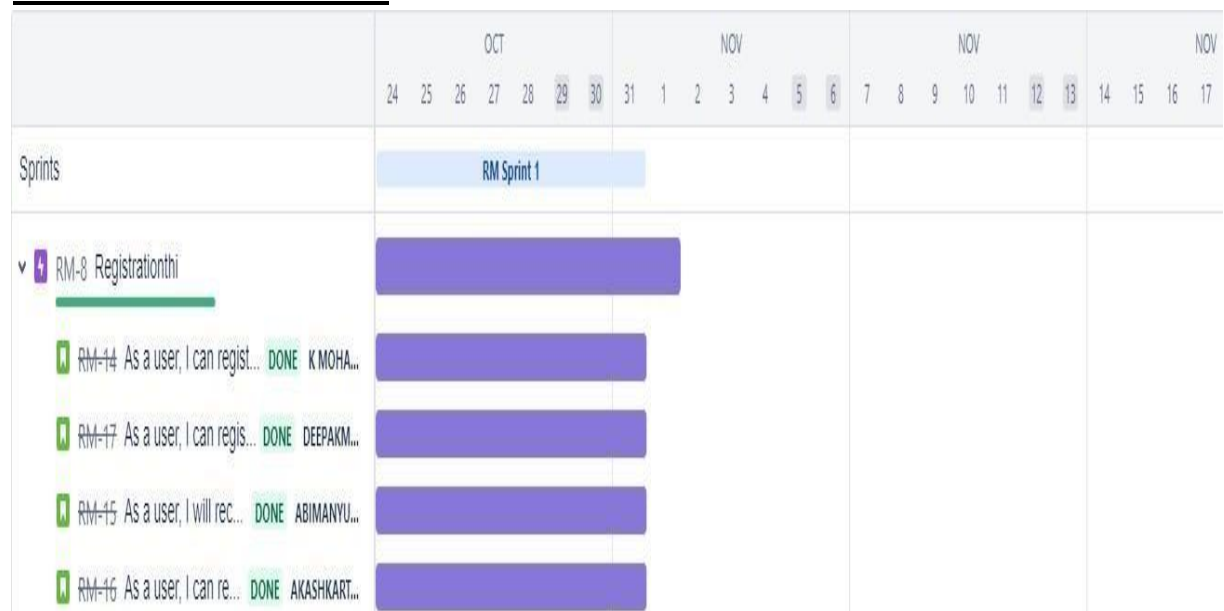 OCT NOV NOV NOV
24 25 26 27 28 29 30 31 1 2 3 4 5 6 7 8 9 10 11 12 13 14 15 16 17
Sprints RM Sprint 1
RM-8 Registrationthi
RM-14 As a user, I can regist... DONE K MOHA...
RM-17 As a user, I can regis... DONE DEEPAKM...
RM-15 As a user, I will rec... DONE ABIMANYU...
RM-16 As a user, I can re... DONE AKASHKART...